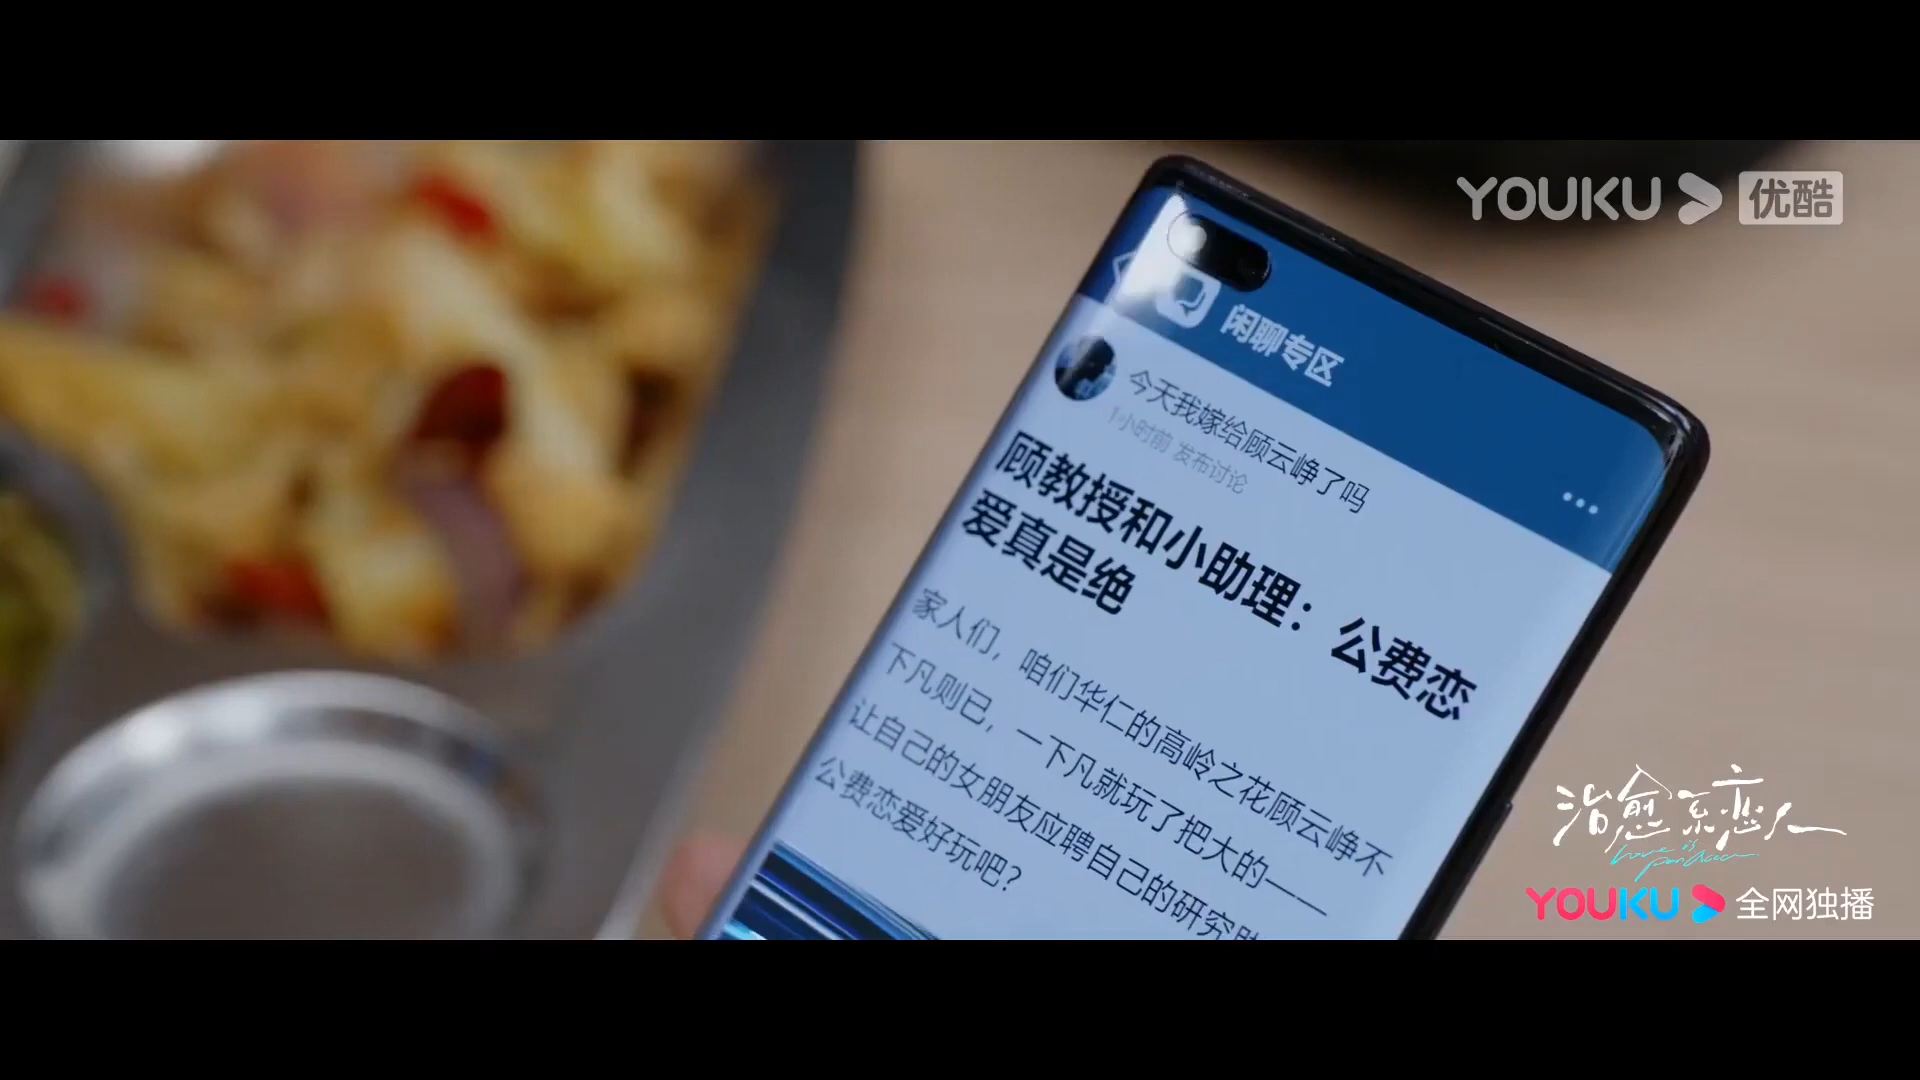 YOUKU 优酷
闲聊专区
今天我嫁给顾云峥了吗
1小时前 发布讨论
顾教授和小助理：公费恋
爱真是绝
家人们，咱们华仁的高岭之花顾云峥不
下凡则已，一下凡就玩了把大的——
让自己的女朋友应聘自己的研究助
公费恋爱好玩吧？
治愈系恋人
YOUKU 全网独播